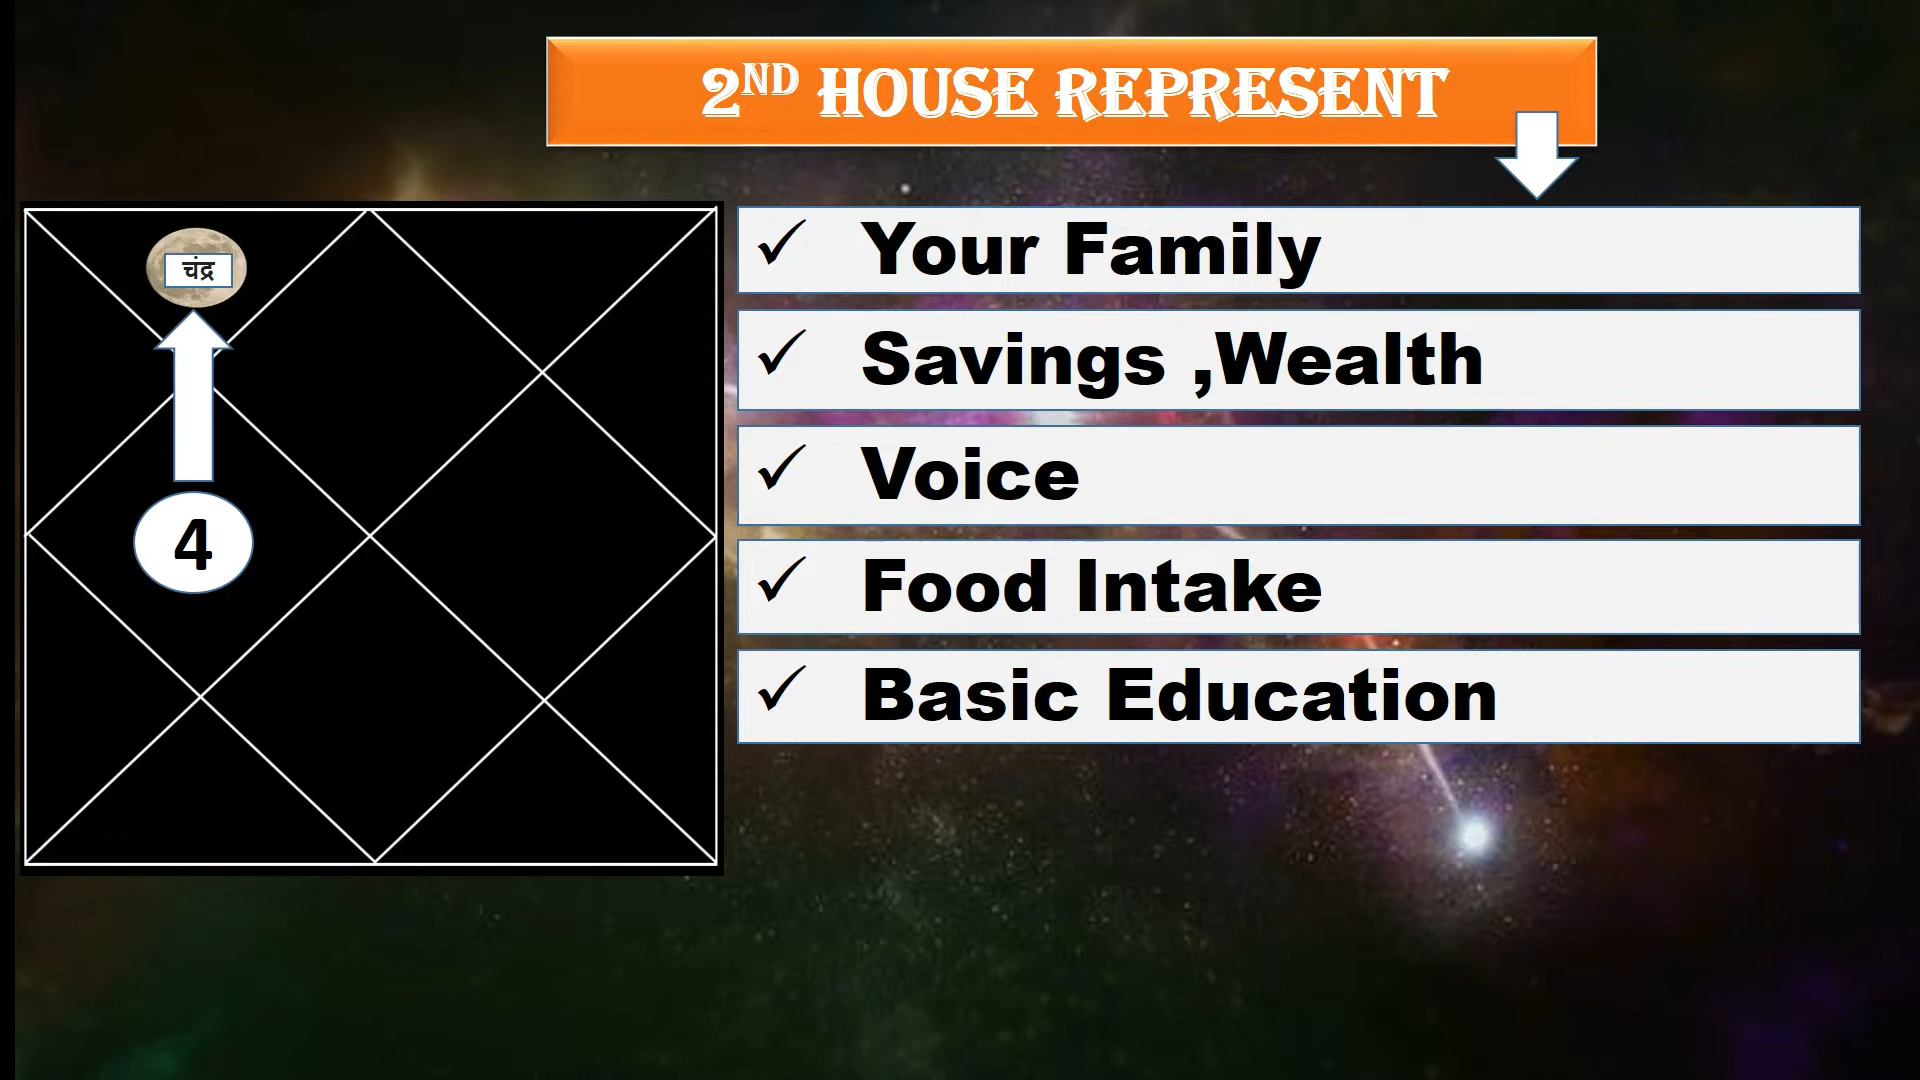 2ND HOUSE REPRESENT
चंद्र
4
✓ Your Family
✓ Savings ,Wealth
✓ Voice
✓ Food Intake
✓ Basic Education